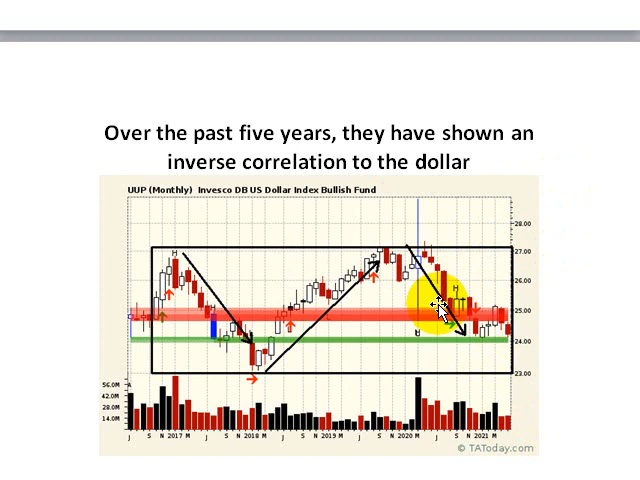 Over the past five years, they have shown an
inverse correlation to the dollar
UUP (Monthly) Invesco DB US Dollar Index Bullish Fund
28.00
27.00
26.00
25.00
24.00
23.00
H
H
H
56.0M
42.0M
28.0M
14.0M
J S N 2017 M J S N 2018 M J S N 2019 M J S N 2020 M J S N 2021 M
© TAToday.com